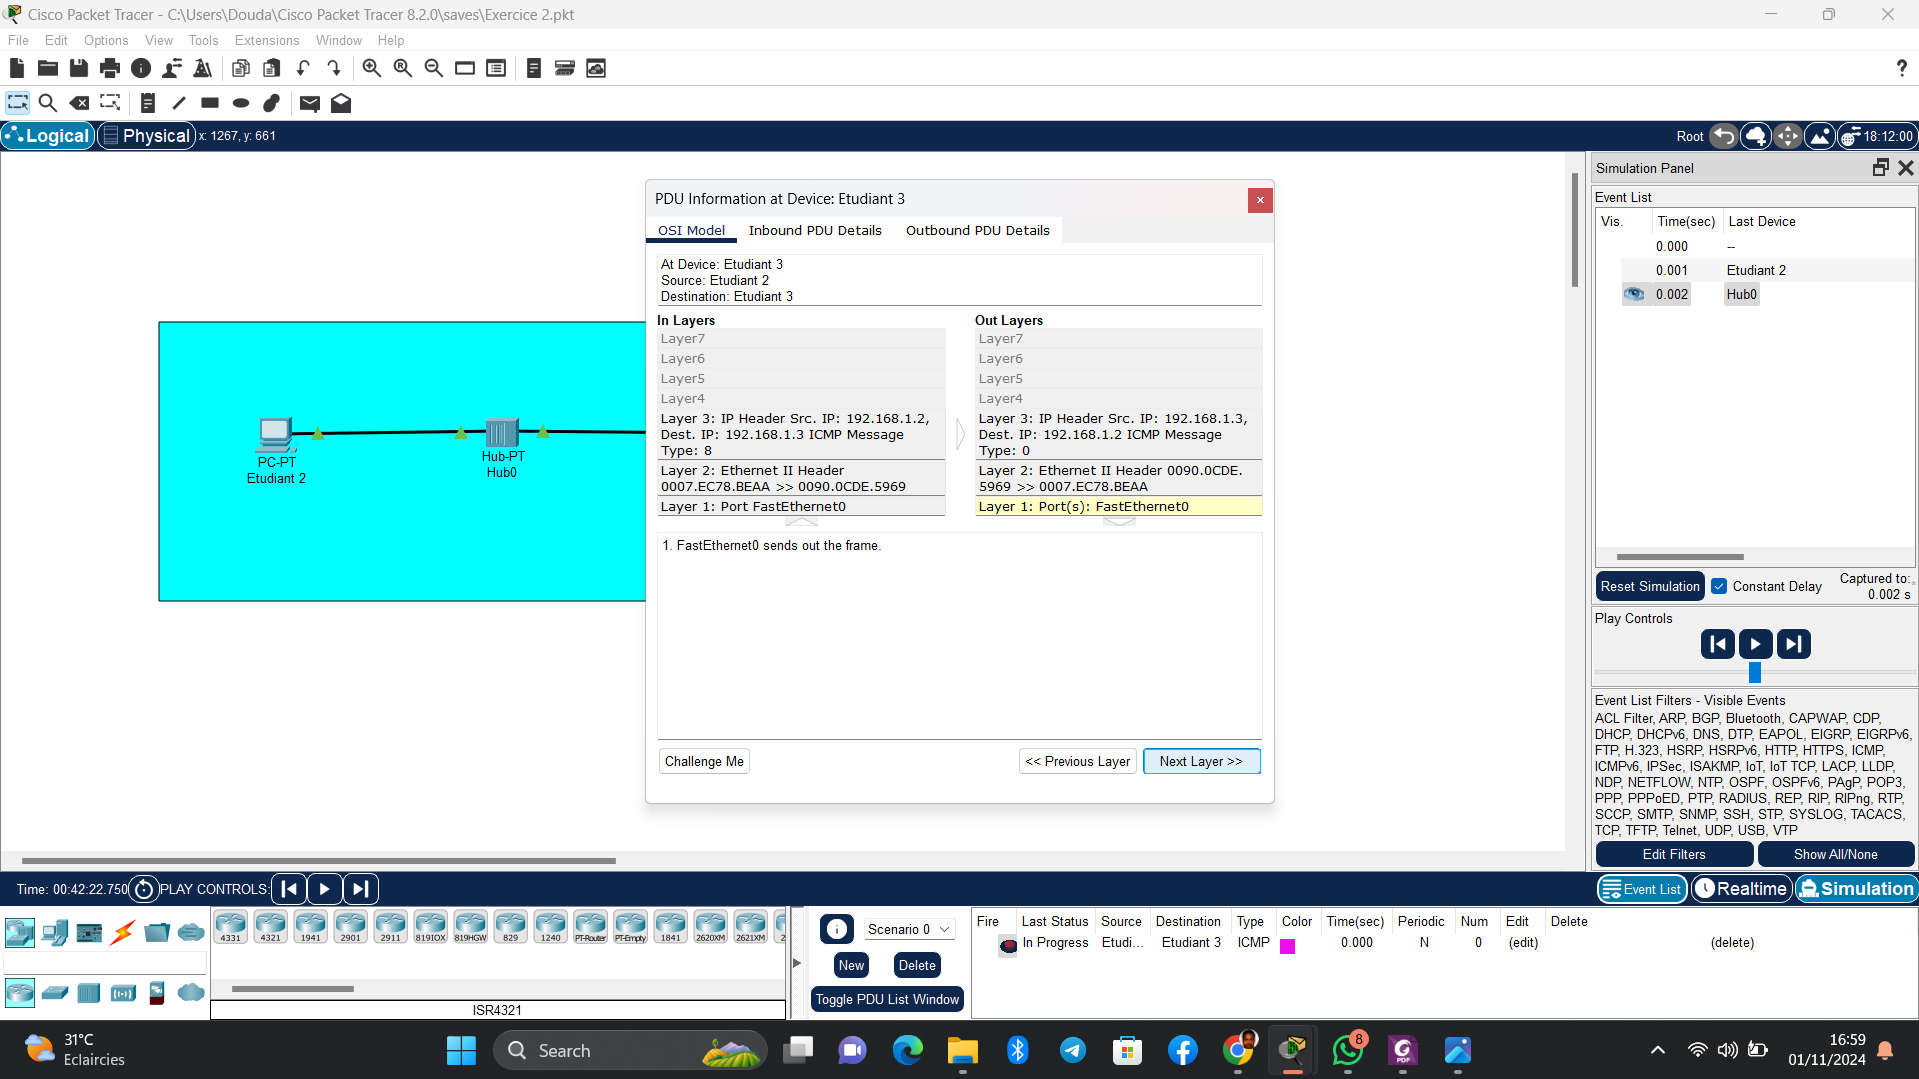 Cisco Packet Tracer - C:\Users\Douda\Cisco Packet Tracer 8.2.0\saves\Exercice 2.pkt
File Edit Options View Tools Extensions Window Help
?
Logical Physical x: 1267, y: 661
Root 18:12:00
PC-PT
Etudiant 2
Hub-PT
Hub0
PDU Information at Device: Etudiant 3
OSI Model Inbound PDU Details Outbound PDU Details
At Device: Etudiant 3
Source: Etudiant 2
Destination: Etudiant 3
In Layers
Layer7
Layer6
Layer5
Layer4
Layer 3: IP Header Src. IP: 192.168.1.2,
Dest. IP: 192.168.1.3 ICMP Message
Type: 8
Layer 2: Ethernet II Header
0007.EC78.BEAA >> 0090.0CDE.5969
Layer 1: Port FastEthernet0
Out Layers
Layer7
Layer6
Layer5
Layer4
Layer 3: IP Header Src. IP: 192.168.1.3,
Dest. IP: 192.168.1.2 ICMP Message
Type: 0
Layer 2: Ethernet II Header 0090.0CDE.
5969 >> 0007.EC78.BEAA
Layer 1: Port(s): FastEthernet0
1. FastEthernet0 sends out the frame.
Challenge Me << Previous Layer Next Layer >>
Simulation Panel
Event List
Vis. Time(sec) Last Device
0.000 --
0.001 Etudiant 2
0.002 Hub0
Reset Simulation Constant Delay
Captured to:
0.002 s
Play Controls
Event List Filters - Visible Events
ACL Filter, ARP, BGP, Bluetooth, CAPWAP, CDP,
DHCP, DHCPv6, DNS, DTP, EAPOL, EIGRP, EIGRPv6,
FTP, H.323, HSRP, HSRPv6, HTTP, HTTPS, ICMP,
ICMPv6, IPSec, ISAKMP, IoT, IoT TCP, LACP, LLDP,
NDP, NETFLOW, NTP, OSPF, OSPFv6, PAgP, POP3,
PPP, PPPoED, PTP, RADIUS, REP, RIP, RIPng, RTP,
SCCP, SMTP, SNMP, SSH, STP, SYSLOG, TACACS,
TCP, TFTP, Telnet, UDP, USB, VTP
Edit Filters Show All/None
Time: 00:42:22.750 PLAY CONTROLS:
Event List Realtime Simulation
4331 4321 1941 2901 2911 819IOX 819HGW 829 1240 PT-Router PT-Empty 1841 2620XM 2621XM 2
ISR4321
Scenario 0
New Delete
Toggle PDU List Window
Fire Last Status Source Destination Type Color Time(sec) Periodic Num Edit Delete
In Progress Etudi... Etudiant 3 ICMP 0.000 N 0 (edit) (delete)
31°C
Eclaircies
Search
8
PDF
16:59
01/11/2024